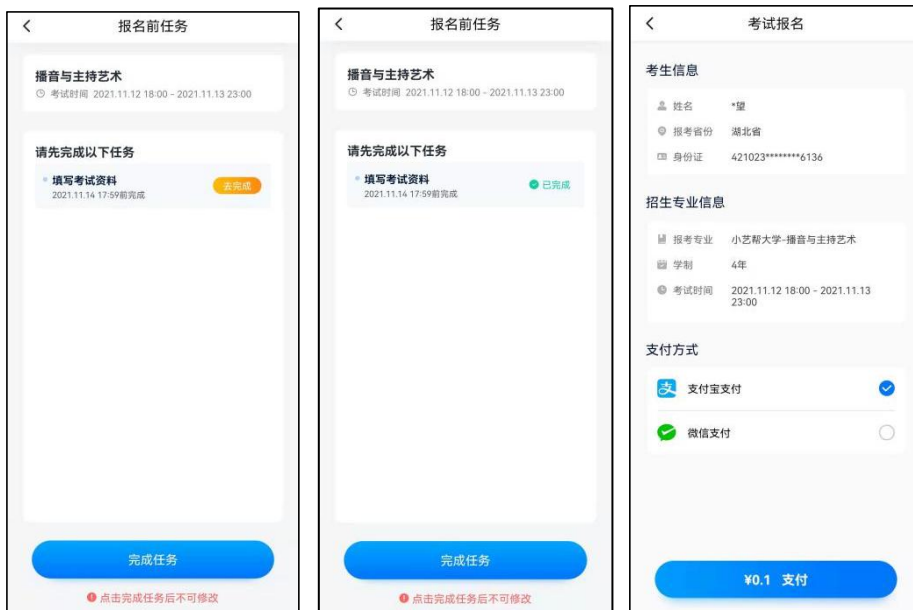 报名前任务
播音与主持艺术
考试时间 2021.11.12 18:00 - 2021.11.13 23:00
请先完成以下任务
填写考试资料
去完成
2021.11.14 17:59前完成
完成任务
点击完成任务后不可修改
报名前任务
播音与主持艺术
考试时间 2021.11.12 18:00 - 2021.11.13 23:00
请先完成以下任务
填写考试资料
已完成
2021.11.14 17:59前完成
完成任务
点击完成任务后不可修改
考试报名
考生信息
姓名 *望
报考省份 湖北省
身份证 421023********6136
招生专业信息
报考专业 小艺帮大学-播音与主持艺术
学制 4年
考试时间 2021.11.12 18:00 - 2021.11.13
23:00
支付方式
支付宝支付
微信支付
¥0.1 支付